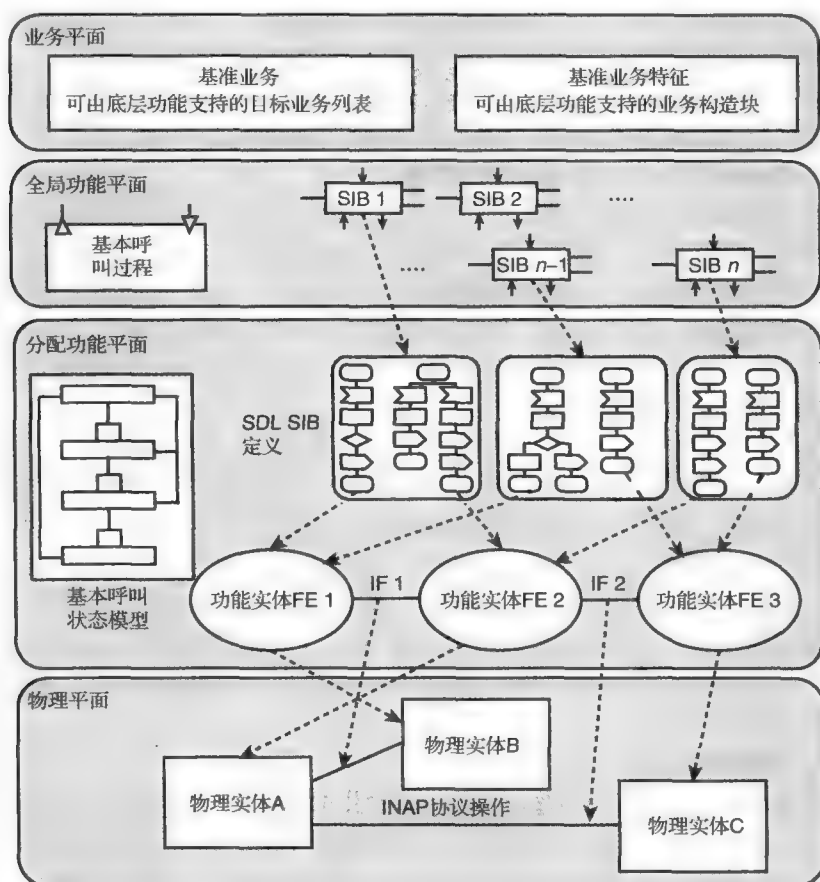 业务平面
基准业务
可由底层功能支持的目标业务列表
基准业务特征
可由底层功能支持的业务构造块
全局功能平面
SIB 1
SIB 2
....
基本呼
叫过程
....
SIB n–1
SIB n
分配功能平面
SDL SIB
定义
基本呼叫
状态模型
功能实体FE 1
IF 1
功能实体FE 2
IF 2
功能实体FE 3
物理平面
物理实体B
物理实体A
INAP协议操作
物理实体C